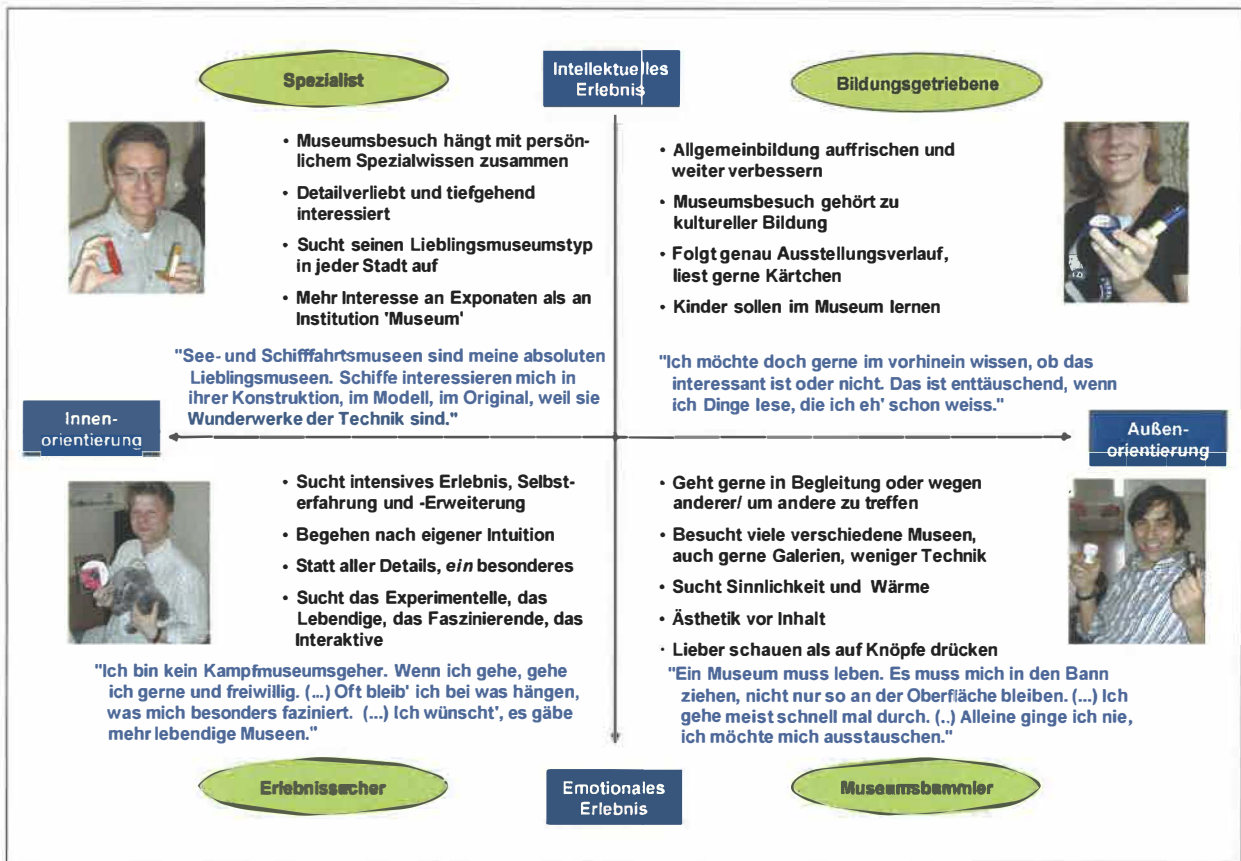 Spezialist
Intellektuelles
Erlebnis
Bildungsgetriebene
• Museumsbesuch hängt mit persön-
lichem Spezialwissen zusammen
• Detailverliebt und tiefgehend
interessiert
• Sucht seinen Lieblingsmuseumstyp
in jeder Stadt auf
• Mehr Interesse an Exponaten als an
Institution 'Museum'
"See- und Schifffahrtsmuseen sind meine absoluten
Lieblingsmuseen. Schiffe interessieren mich in
ihrer Konstruktion, im Modell, im Original, weil sie
Wunderwerke der Technik sind."
• Allgemeinbildung auffrischen und
weiter verbessern
• Museumsbesuch gehört zu
kultureller Bildung
• Folgt genau Ausstellungsverlauf,
liest gerne Kärtchen
• Kinder sollen im Museum lernen
"Ich möchte doch gerne im vorhinein wissen, ob das
interessant ist oder nicht. Das ist enttäuschend, wenn
ich Dinge lese, die ich eh' schon weiss."
Innen-
orientierung
Außen-
orientierung
• Sucht intensives Erlebnis, Selbst-
erfahrung und -Erweiterung
• Begehen nach eigener Intuition
• Statt aller Details, ein besonderes
• Sucht das Experimentelle, das
Lebendige, das Faszinierende, das
Interaktive
"Ich bin kein Kampfmuseumsgeher. Wenn ich gehe, gehe
ich gerne und freiwillig. (...) Oft bleib' ich bei was hängen,
was mich besonders faziniert. (...) Ich wünscht', es gäbe
mehr lebendige Museen."
• Geht gerne in Begleitung oder wegen
anderer/ um andere zu treffen
• Besucht viele verschiedene Museen,
auch gerne Galerien, weniger Technik
• Sucht Sinnlichkeit und Wärme
• Ästhetik vor Inhalt
• Lieber schauen als auf Knöpfe drücken
"Ein Museum muss leben. Es muss mich in den Bann
ziehen, nicht nur so an der Oberfläche bleiben. (...) Ich
gehe meist schnell mal durch. (..) Alleine ginge ich nie,
ich möchte mich austauschen."
Erlebnissucher
Emotionales
Erlebnis
Museumsbummler